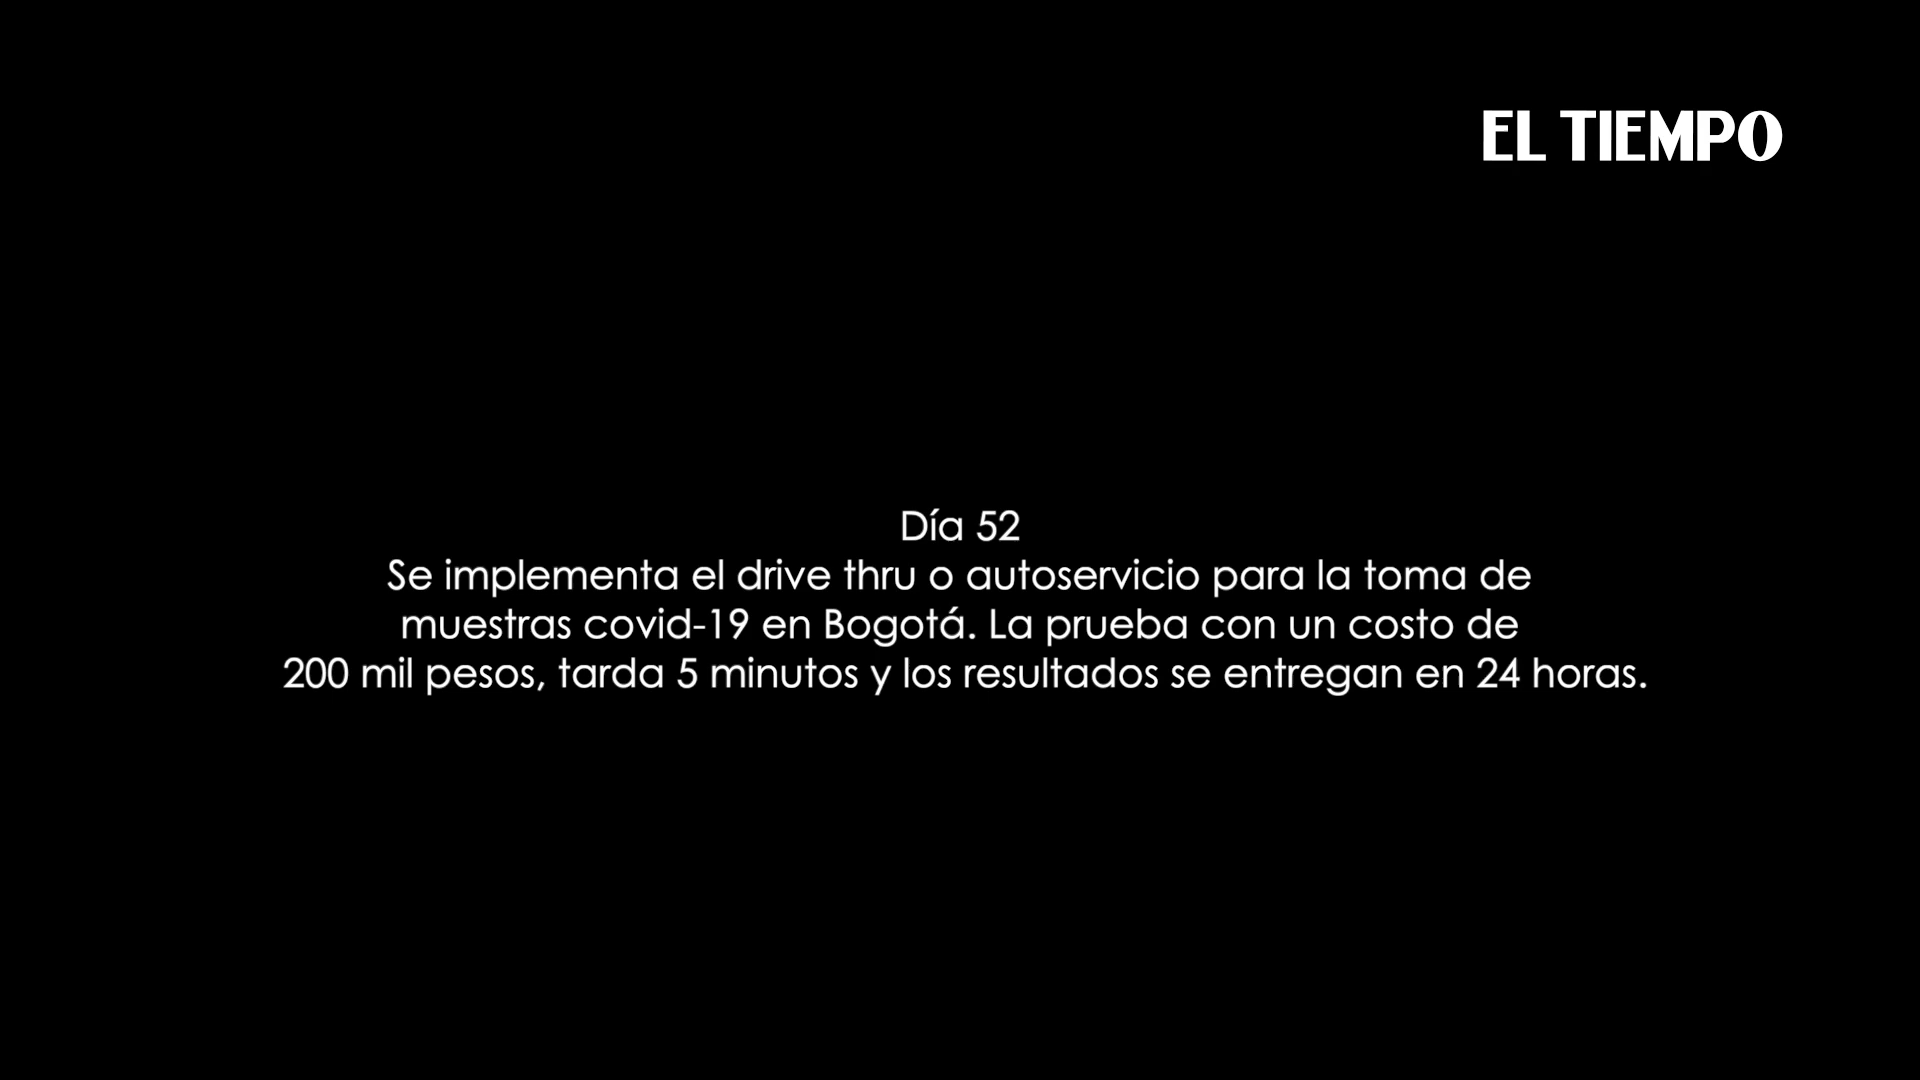 EL TIEMPO
Día 52
Se implementa el drive thru o autoservicio para la toma de
muestras covid-19 en Bogotá. La prueba con un costo de
200 mil pesos, tarda 5 minutos y los resultados se entregan en 24 horas.